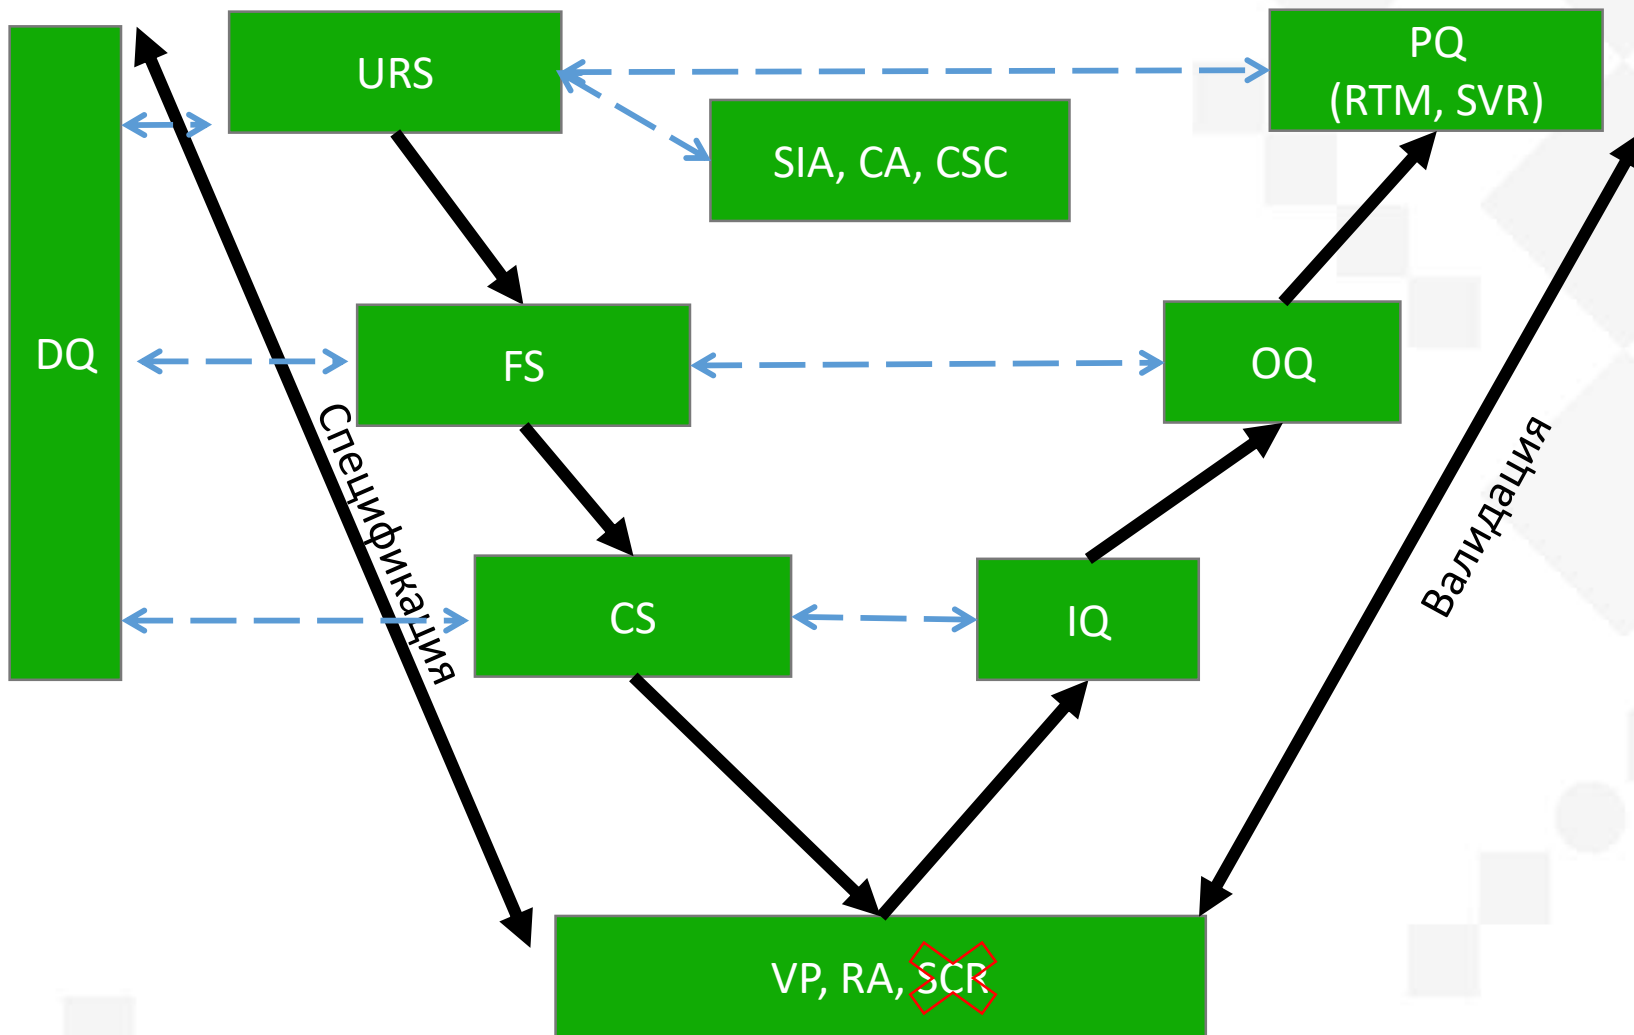 URS
PQ
(RTM, SVR)
SIA, CA, CSC
DQ
FS
OQ
Спецификация
Валидация
CS
IQ
VP, RA, SCR